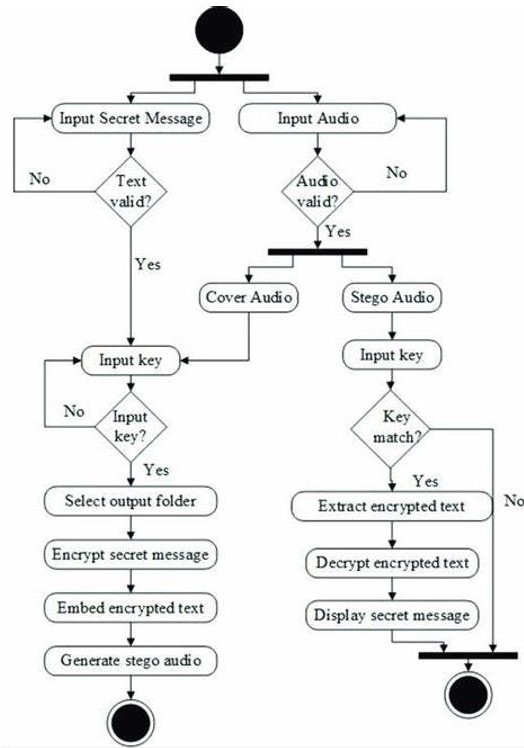 Input Secret Message
Input Audio
No
Text
valid?
Audio
valid?
No
Yes
Yes
Cover Audio
Stego Audio
Input key
Input key
No
Input
key?
Key
match?
Yes
Yes
Select output folder
Extract encrypted text
No
Encrypt secret message
Decrypt encrypted text
Embed encrypted text
Display secret message
Generate stego audio